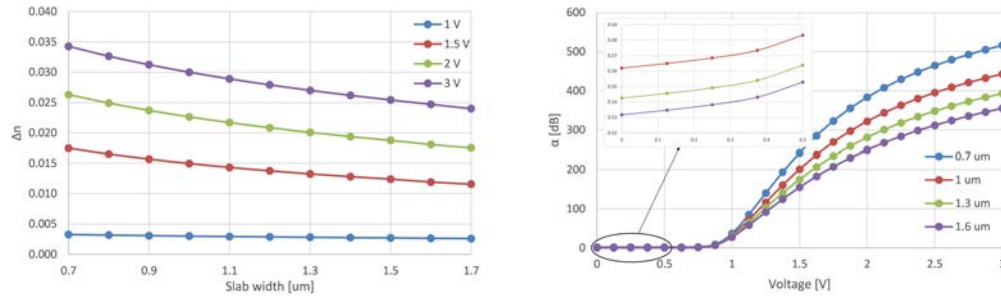 0.040
0.035
0.030
0.025
0.020
0.015
0.010
0.005
0.000
Δn
1 V
1.5 V
2 V
3 V
0.7 0.9 1.1 1.3 1.5 1.7
Slab width [um]
600
500
400
300
200
100
0
α [dB]
0.7 um
1 um
1.3 um
1.6 um
0 0.5 1 1.5 2 2.5 3
Voltage [V]